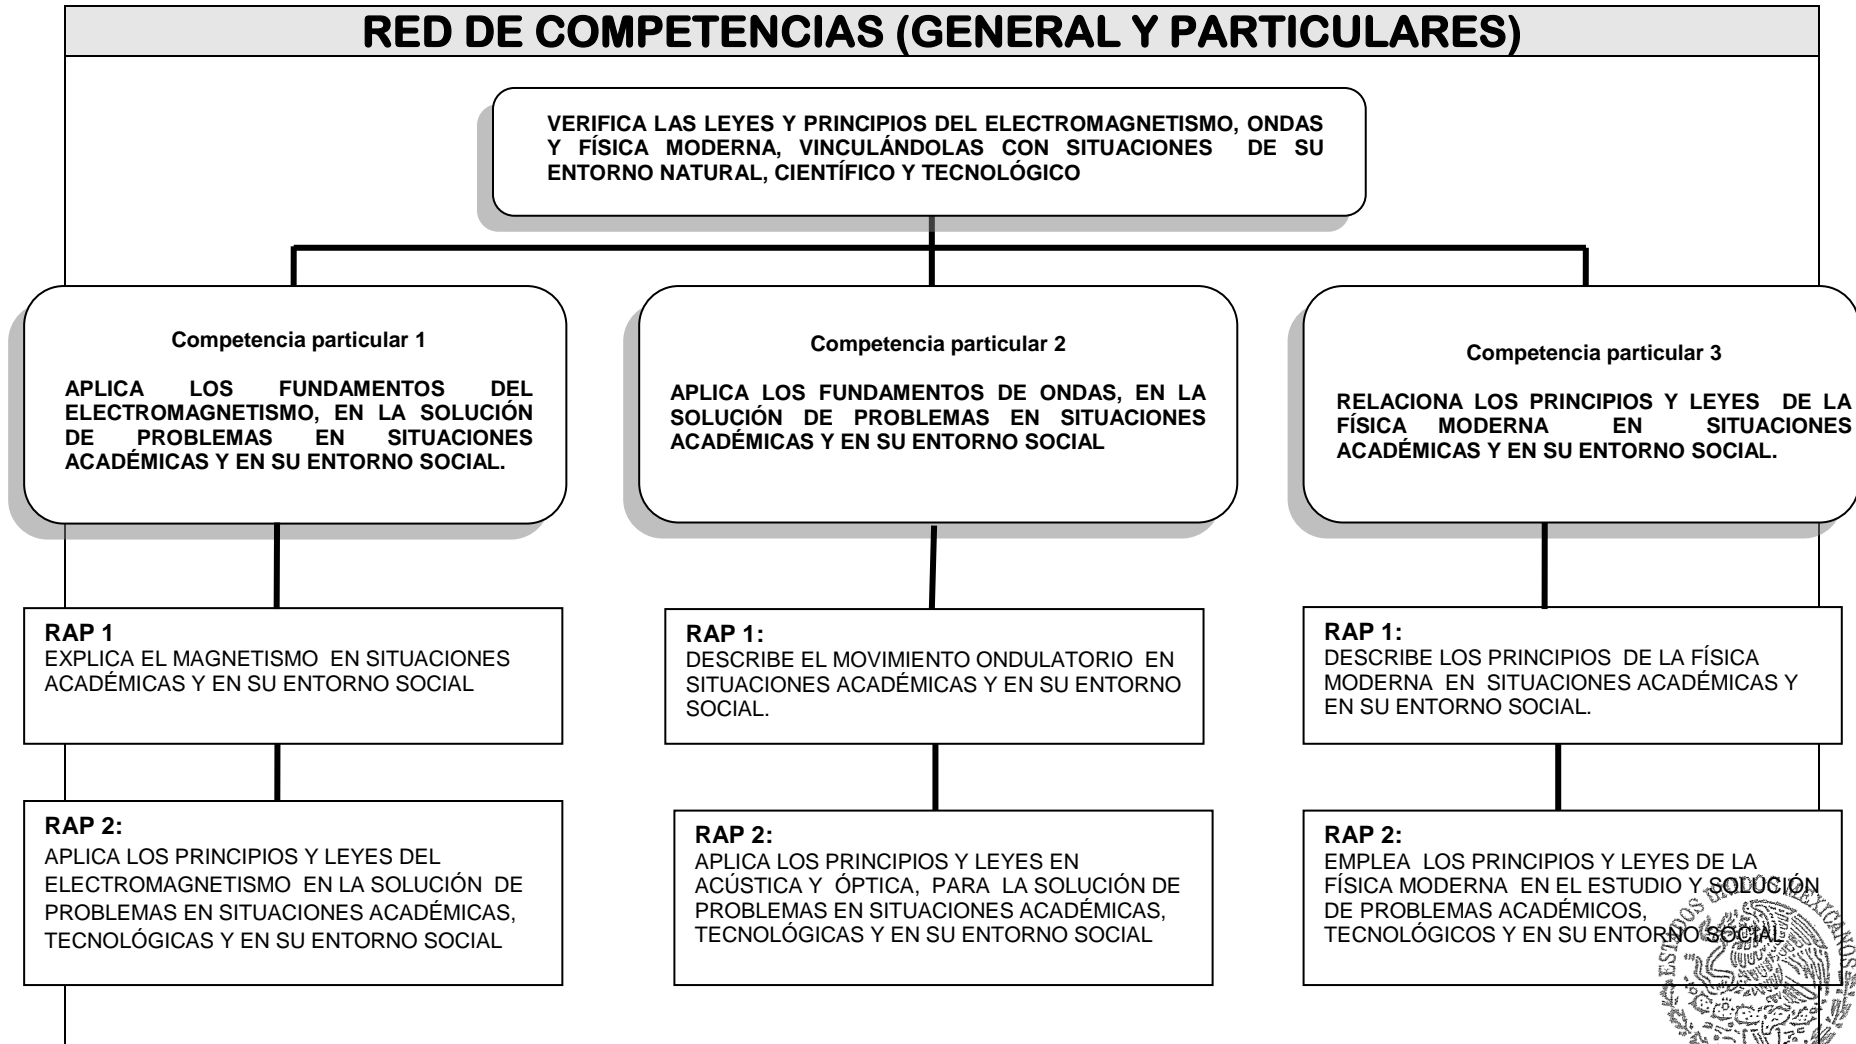 RED DE COMPETENCIAS (GENERAL Y PARTICULARES)
VERIFICA LAS LEYES Y PRINCIPIOS DEL ELECTROMAGNETISMO, ONDAS
Y FÍSICA MODERNA, VINCULÁNDOLAS CON SITUACIONES DE SU
ENTORNO NATURAL, CIENTÍFICO Y TECNOLÓGICO
Competencia particular 1
APLICA LOS FUNDAMENTOS DEL
ELECTROMAGNETISMO, EN LA SOLUCIÓN
DE PROBLEMAS EN SITUACIONES
ACADÉMICAS Y EN SU ENTORNO SOCIAL.
Competencia particular 2
APLICA LOS FUNDAMENTOS DE ONDAS, EN LA
SOLUCIÓN DE PROBLEMAS EN SITUACIONES
ACADÉMICAS Y EN SU ENTORNO SOCIAL
Competencia particular 3
RELACIONA LOS PRINCIPIOS Y LEYES DE LA
FÍSICA MODERNA EN SITUACIONES
ACADÉMICAS Y EN SU ENTORNO SOCIAL.
RAP 1
EXPLICA EL MAGNETISMO EN SITUACIONES
ACADÉMICAS Y EN SU ENTORNO SOCIAL
RAP 1:
DESCRIBE EL MOVIMIENTO ONDULATORIO EN
SITUACIONES ACADÉMICAS Y EN SU ENTORNO
SOCIAL.
RAP 1:
DESCRIBE LOS PRINCIPIOS DE LA FÍSICA
MODERNA EN SITUACIONES ACADÉMICAS Y
EN SU ENTORNO SOCIAL.
RAP 2:
APLICA LOS PRINCIPIOS Y LEYES DEL
ELECTROMAGNETISMO EN LA SOLUCIÓN DE
PROBLEMAS EN SITUACIONES ACADÉMICAS,
TECNOLÓGICAS Y EN SU ENTORNO SOCIAL
RAP 2:
APLICA LOS PRINCIPIOS Y LEYES EN
ACÚSTICA Y ÓPTICA, PARA LA SOLUCIÓN DE
PROBLEMAS EN SITUACIONES ACADÉMICAS,
TECNOLÓGICAS Y EN SU ENTORNO SOCIAL
RAP 2:
EMPLEA LOS PRINCIPIOS Y LEYES DE LA
FÍSICA MODERNA EN EL ESTUDIO Y SOLUCIÓN
DE PROBLEMAS ACADÉMICOS,
TECNOLÓGICOS Y EN SU ENTORNO SOCIAL
ESTADOS UNIDOS MEXICANOS